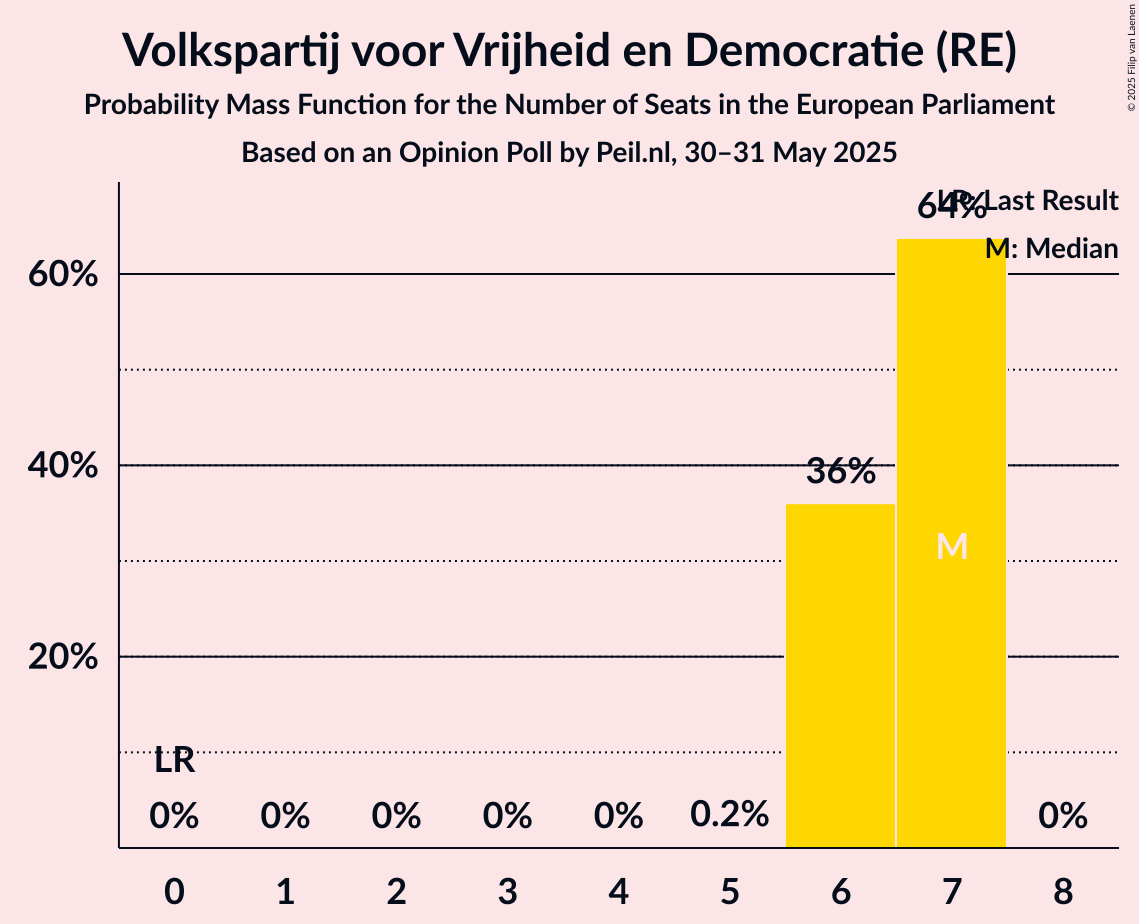 Volkspartij voor Vrijheid en Democratie (RE)
Probability Mass Function for the Number of Seats in the European Parliament
Based on an Opinion Poll by Peil.nl, 30–31 May 2025
© 2025 Filip van Laenen
64%
LR: Last Result
M: Median
60%
40%
36%
M
20%
LR
0% 0% 0% 0% 0% 0.2% 0%
0 1 2 3 4 5 6 7 8